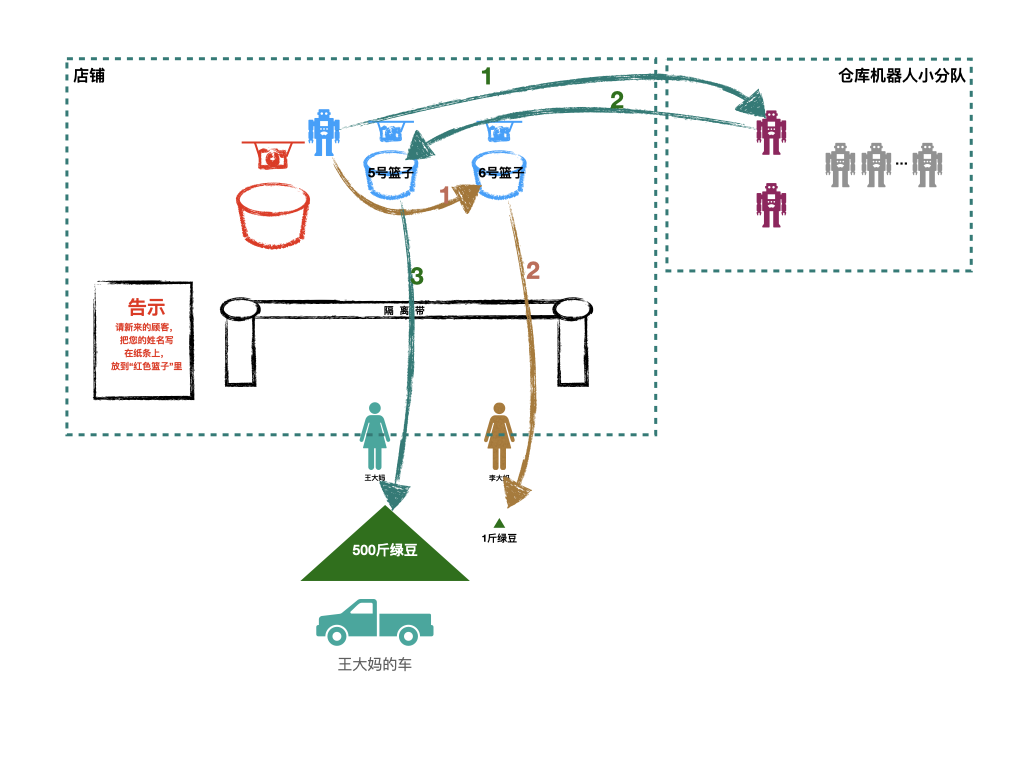 店铺
仓库机器人小分队
1
2
5号篮子
6号篮子
1
...
3
2
告示
请新来的顾客，
把您的姓名写
在纸条上，
放到“红色篮子”里
隔 离 带
王大妈
李大妈
500斤绿豆
1斤绿豆
王大妈的车